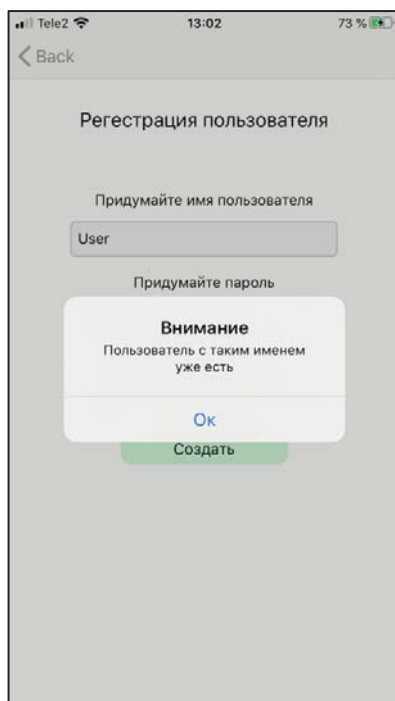 Tele2 13:02 73 %
Back
Регестрация пользователя
Придумайте имя пользователя
User
Придумайте пароль
Внимание
Пользователь с таким именем
уже есть
Ок
Создать